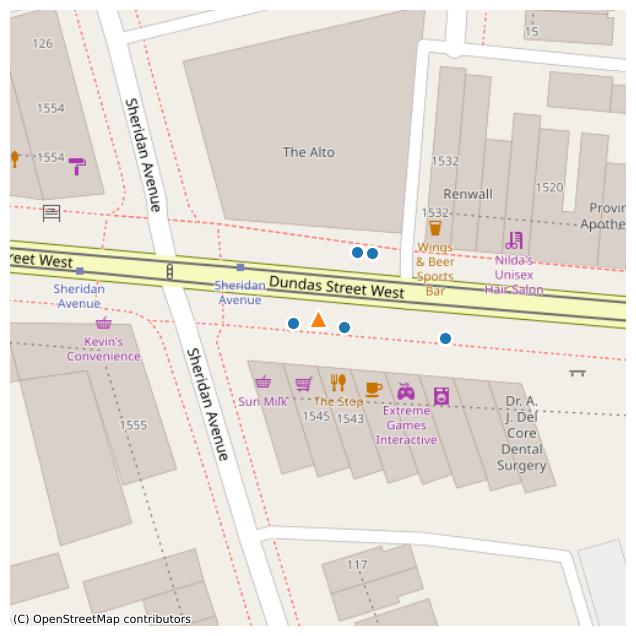 126
15
1554
Sheridan Avenue
The Alto
1554
1532
1520
Renwall
1532
Provin
Apothe
Wings
& Beer
Sports
Bar
Nilda's
Unisex
Hair Salon
reet West
Sheridan
Avenue
Sheridan
Avenue
Dundas Street West
Kevin's
Convenience
Sheridan Avenue
Sun Milk
The Stop
1545
1543
Extreme
Games
Interactive
Dr. A.
J. Del
Core
Dental
Surgery
1555
117
(C) OpenStreetMap contributors